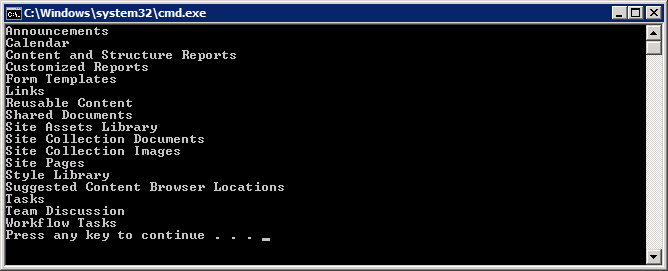 C:\Windows\system32\cmd.exe
Announcements
Calendar
Content and Structure Reports
Customized Reports
Form Templates
Links
Reusable Content
Shared Documents
Site Assets Library
Site Collection Documents
Site Collection Images
Site Pages
Style Library
Suggested Content Browser Locations
Tasks
Team Discussion
Workflow Tasks
Press any key to continue . . . _